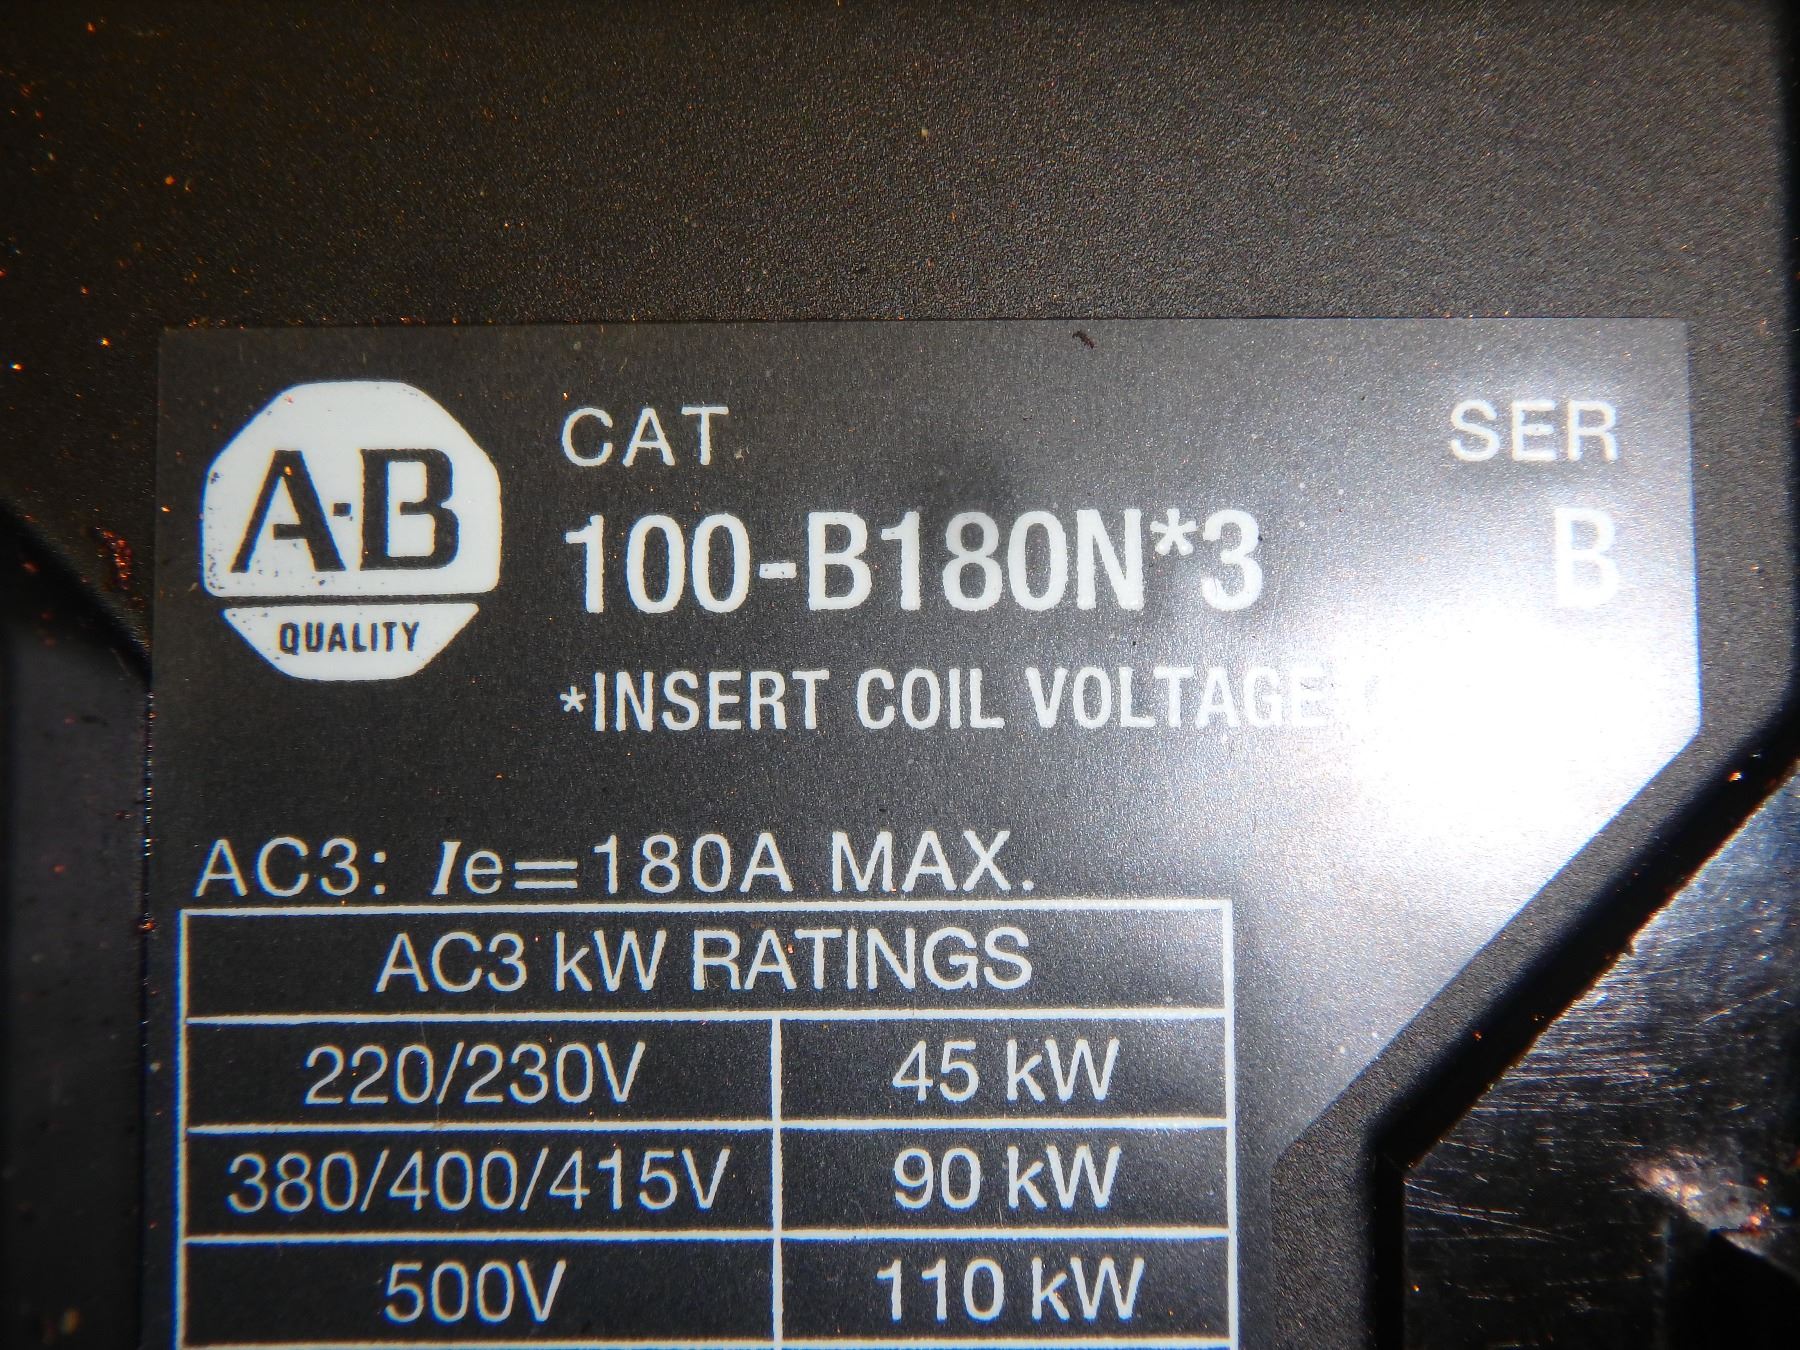 A-B
QUALITY
CAT
SER
100-B180N*3
B
*INSERT COIL VOLTAGE
AC3: Ie=180A MAX.
AC3 kW RATINGS
220/230V 45 kW
380/400/415V 90 kW
500V 110 kW